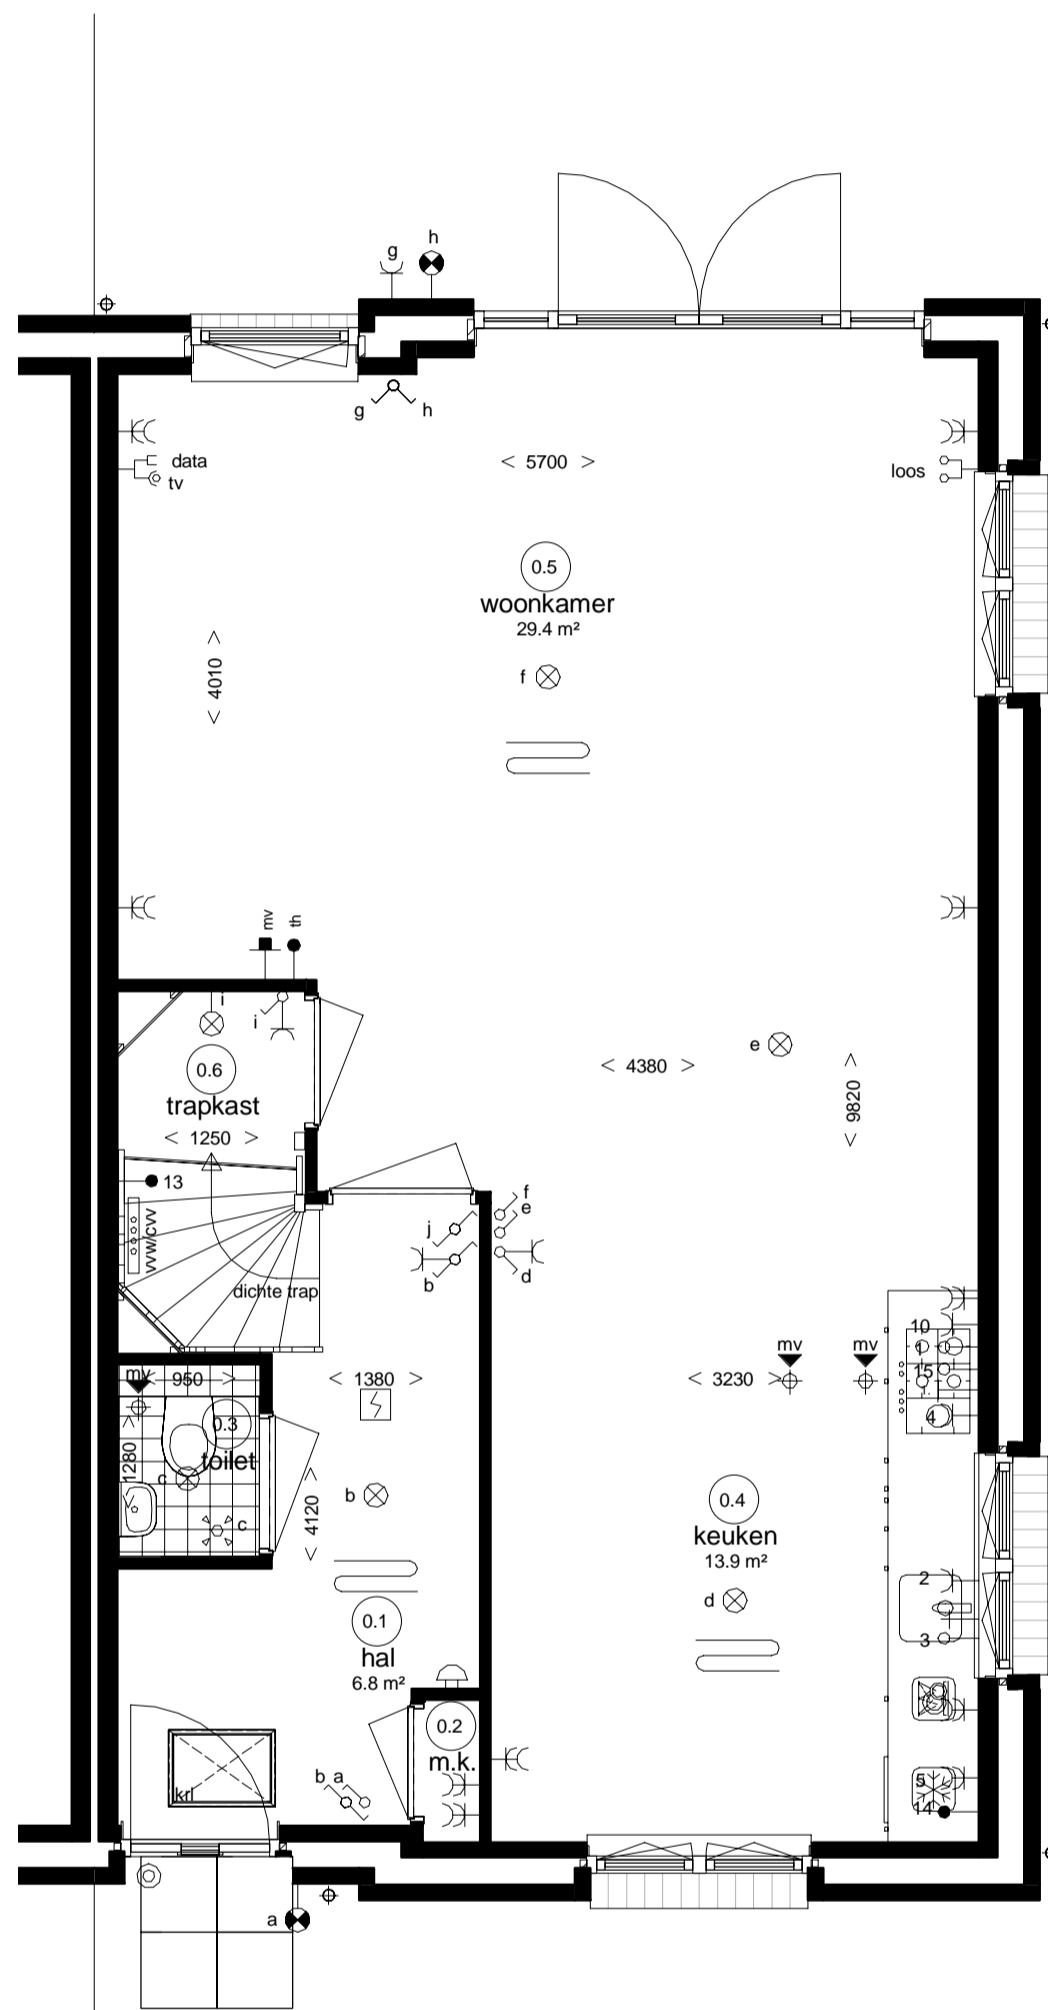 h
g
g
h
data
tv
< 5700 >
loos
0.5
woonkamer
29.4 m²
< 4010 >
f
mv
th
i
i
e
0.6
trapkast
< 4380 >
< 9820 >
< 1250 >
13
f
e
j
vvw/cvv
b
d
dichte trap
10
mv
mv
1
mv
< 950 >
< 1380 >
< 3230 >
15
0.3
4
toilet
< 1280 >
c
b
< 4120 >
0.4
c
keuken
13.9 m²
2
d
0.1
3
hal
6.8 m²
0.2
m.k.
krl
b a
5
14
a